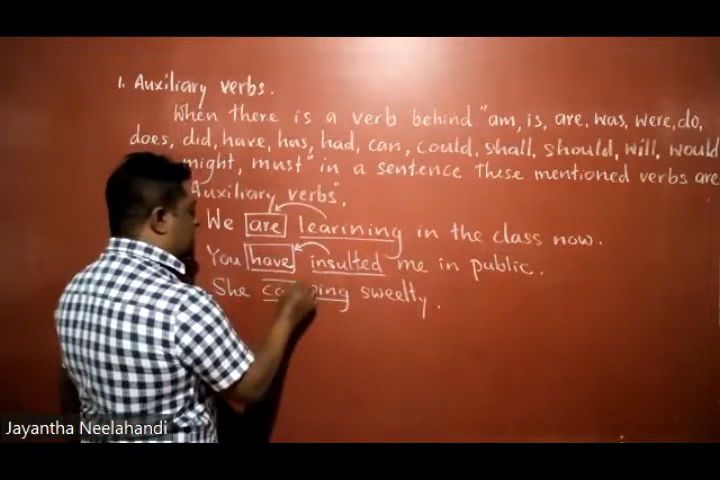 1. Auxiliary verbs.
When there is a verb behind "am, is, are, was, were, do,
does, did, have, has, had, can, could, shall, should, will, would
might, must" in a sentence these mentioned verbs are
Auxiliary verbs".
We are learining in the class now.
You have insulted me in public.
She sweetly.
Jayantha Neelahandi